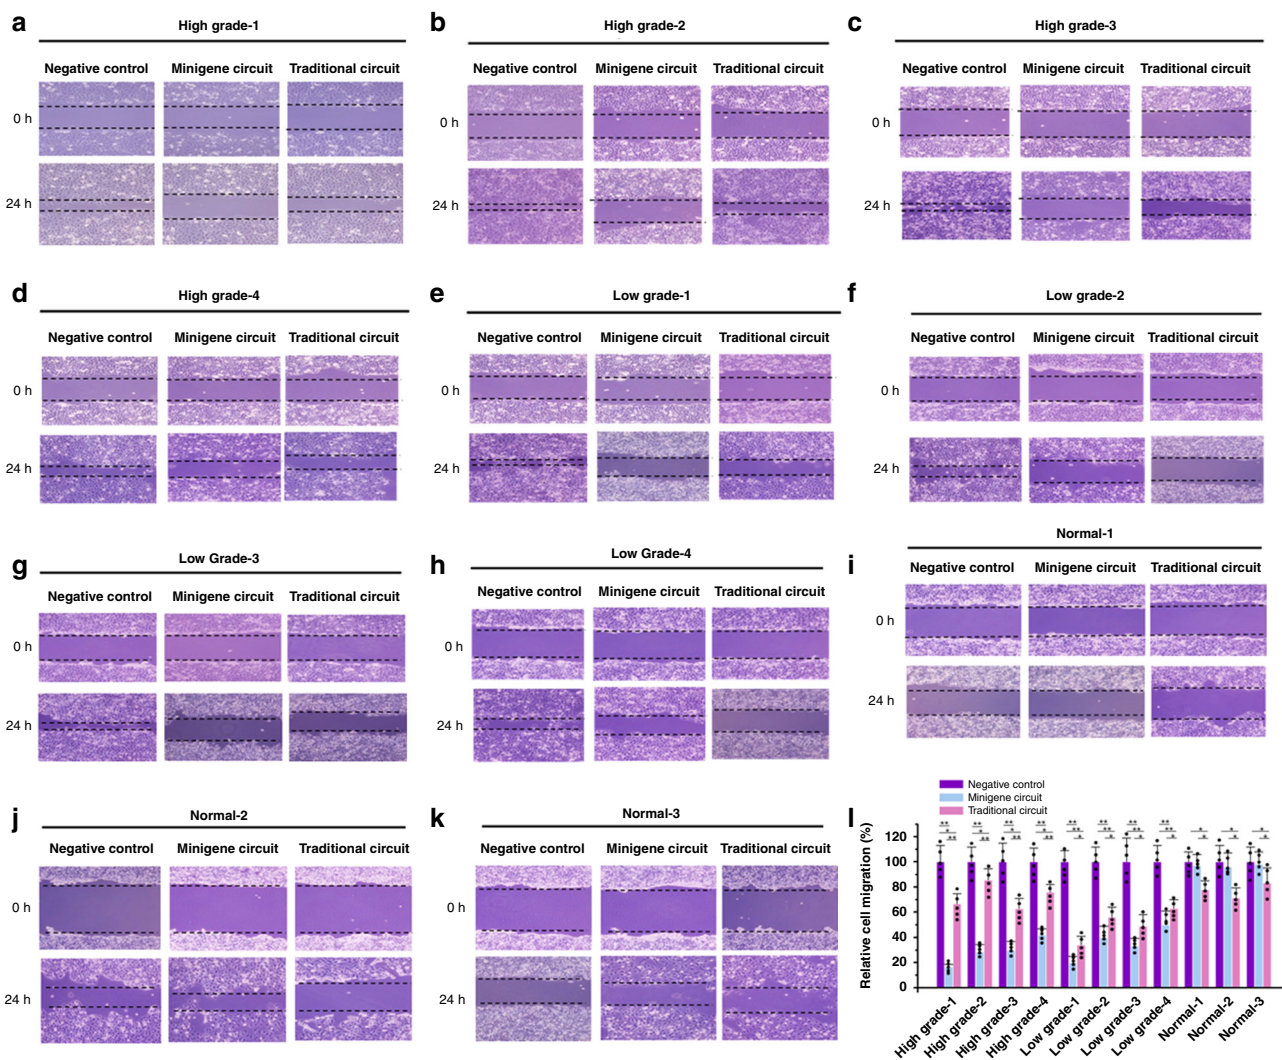 a
High grade-1
Negative control Minigene circuit Traditional circuit
0 h
24 h
b
High grade-2
Negative control Minigene circuit Traditional circuit
0 h
24 h
c
High grade-3
Negative control Minigene circuit Traditional circuit
0 h
24 h
d
High grade-4
Negative control Minigene circuit Traditional circuit
0 h
24 h
e
Low grade-1
Negative control Minigene circuit Traditional circuit
0 h
24 h
f
Low grade-2
Negative control Minigene circuit Traditional circuit
0 h
24 h
g
Low Grade-3
Negative control Minigene circuit Traditional circuit
0 h
24 h
h
Low Grade-4
Negative control Minigene circuit Traditional circuit
0 h
24 h
i
Normal-1
Negative control Minigene circuit Traditional circuit
0 h
24 h
j
Normal-2
Negative control Minigene circuit Traditional circuit
0 h
24 h
k
Normal-3
Negative control Minigene circuit Traditional circuit
0 h
24 h
l
Negative control
Minigene circuit
Traditional circuit
Relative cell migration (%)
120
100
80
60
40
20
0
High grade-1
High grade-2
High grade-3
High grade-4
Low grade-1
Low grade-2
Low grade-3
Low grade-4
Normal-1
Normal-2
Normal-3